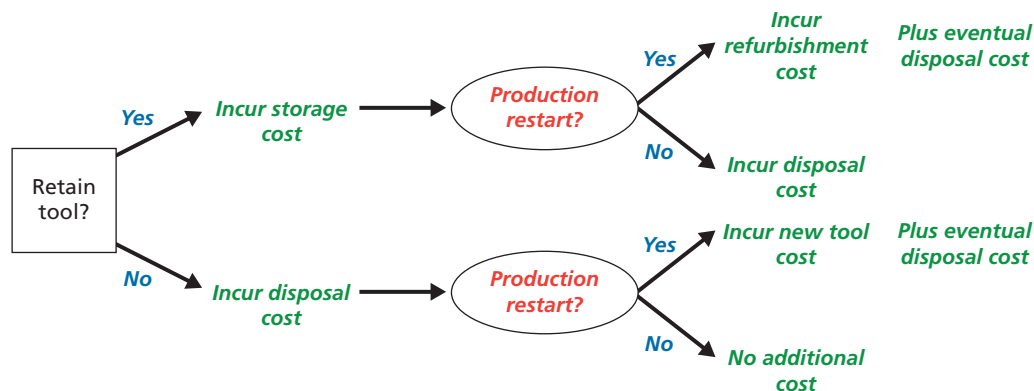 Retain
tool?
Yes
Incur storage
cost
Production
restart?
Yes
Incur
refurbishment
cost
Plus eventual
disposal cost
No
Incur disposal
cost
No
Incur disposal
cost
Production
restart?
Yes
Incur new tool
cost
Plus eventual
disposal cost
No
No additional
cost